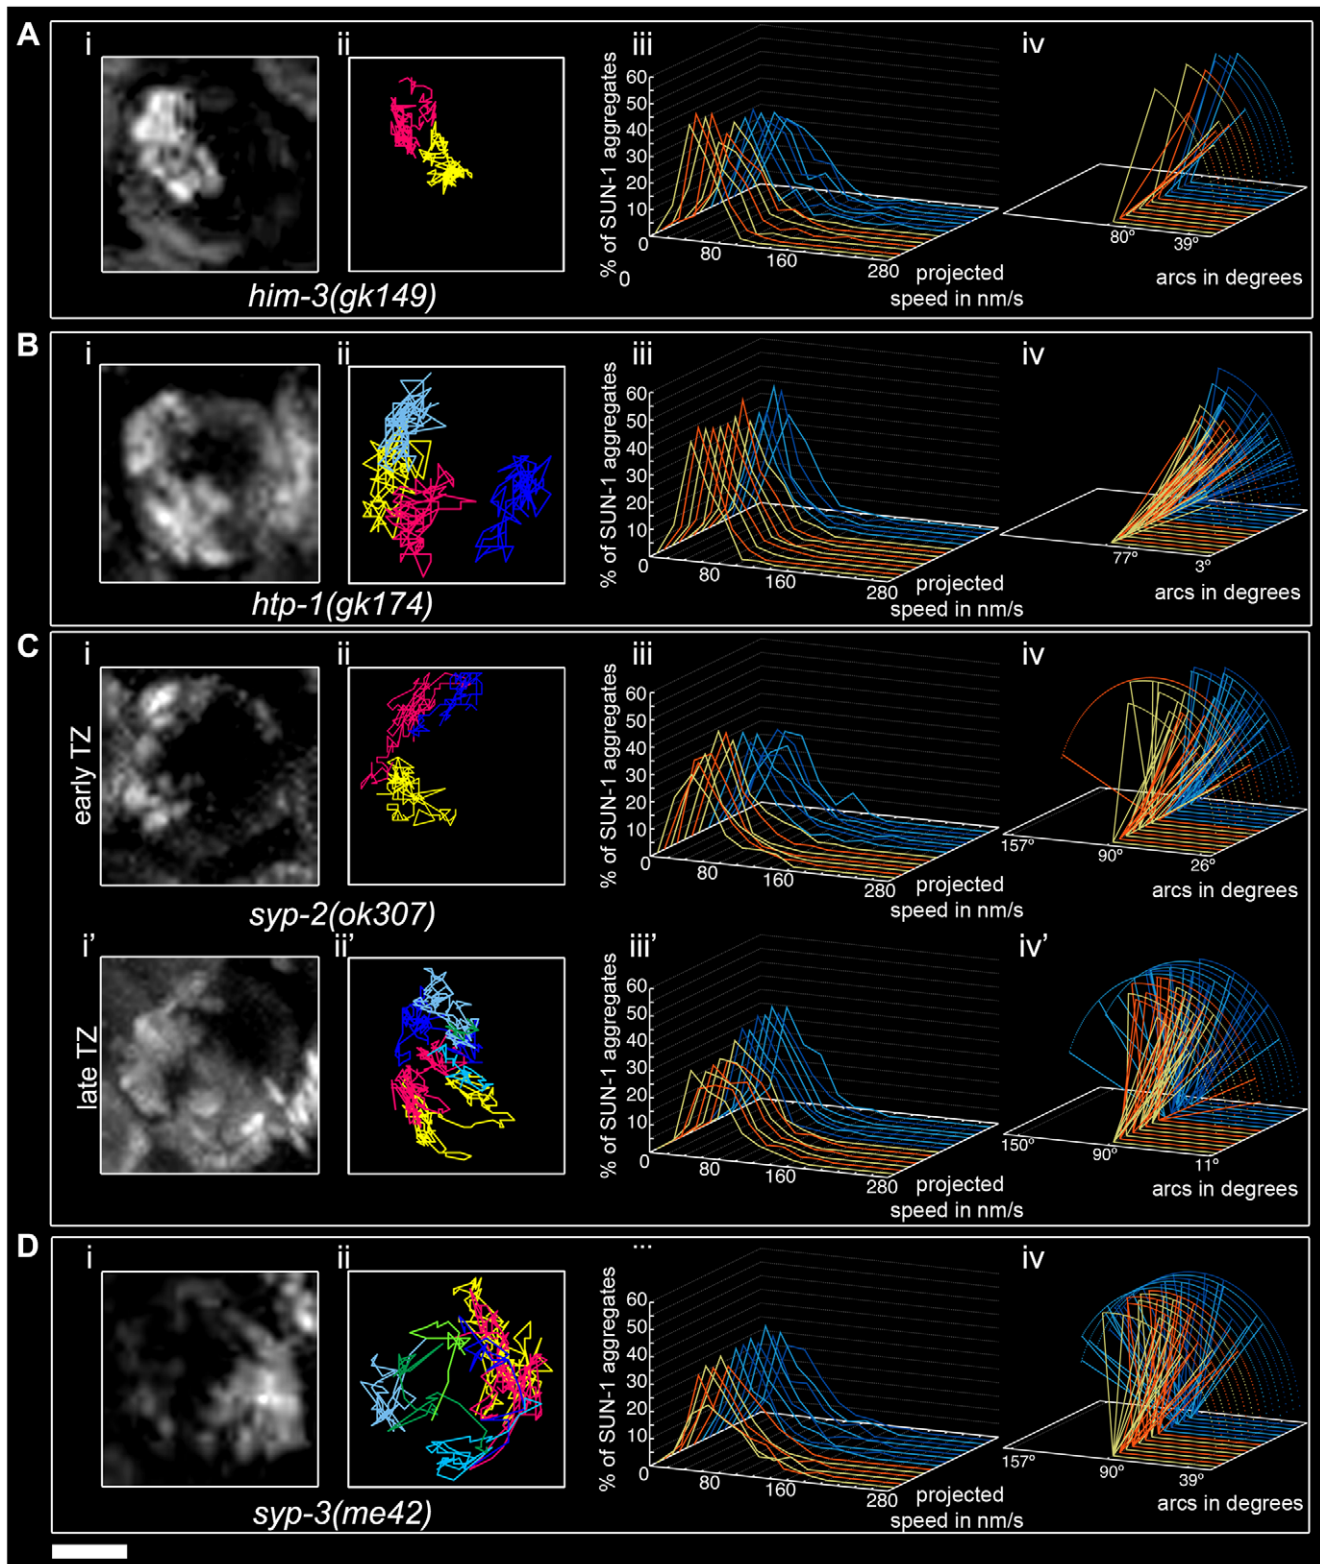 A
i
ii
iii
iv
% of SUN-1 aggregates
60
50
40
30
20
10
0
0
80
160
280
projected
speed in nm/s
80°
39°
arcs in degrees
him-3(gk149)
B
i
ii
iii
iv
% of SUN-1 aggregates
60
50
40
30
20
10
0
80
160
280
projected
speed in nm/s
77°
3°
arcs in degrees
htp-1(gk174)
C
i
ii
iii
iv
early TZ
% of SUN-1 aggregates
60
50
40
30
20
10
0
80
160
280
projected
speed in nm/s
157°
90°
26°
arcs in degrees
syp-2(ok307)
i'
ii'
iii'
iv'
late TZ
% of SUN-1 aggregates
60
50
40
30
20
10
0
80
160
280
projected
speed in nm/s
150°
90°
11°
arcs in degrees
D
i
ii
iv
% of SUN-1 aggregates
60
50
40
30
20
10
0
80
160
280
projected
speed in nm/s
157°
90°
39°
arcs in degrees
syp-3(me42)